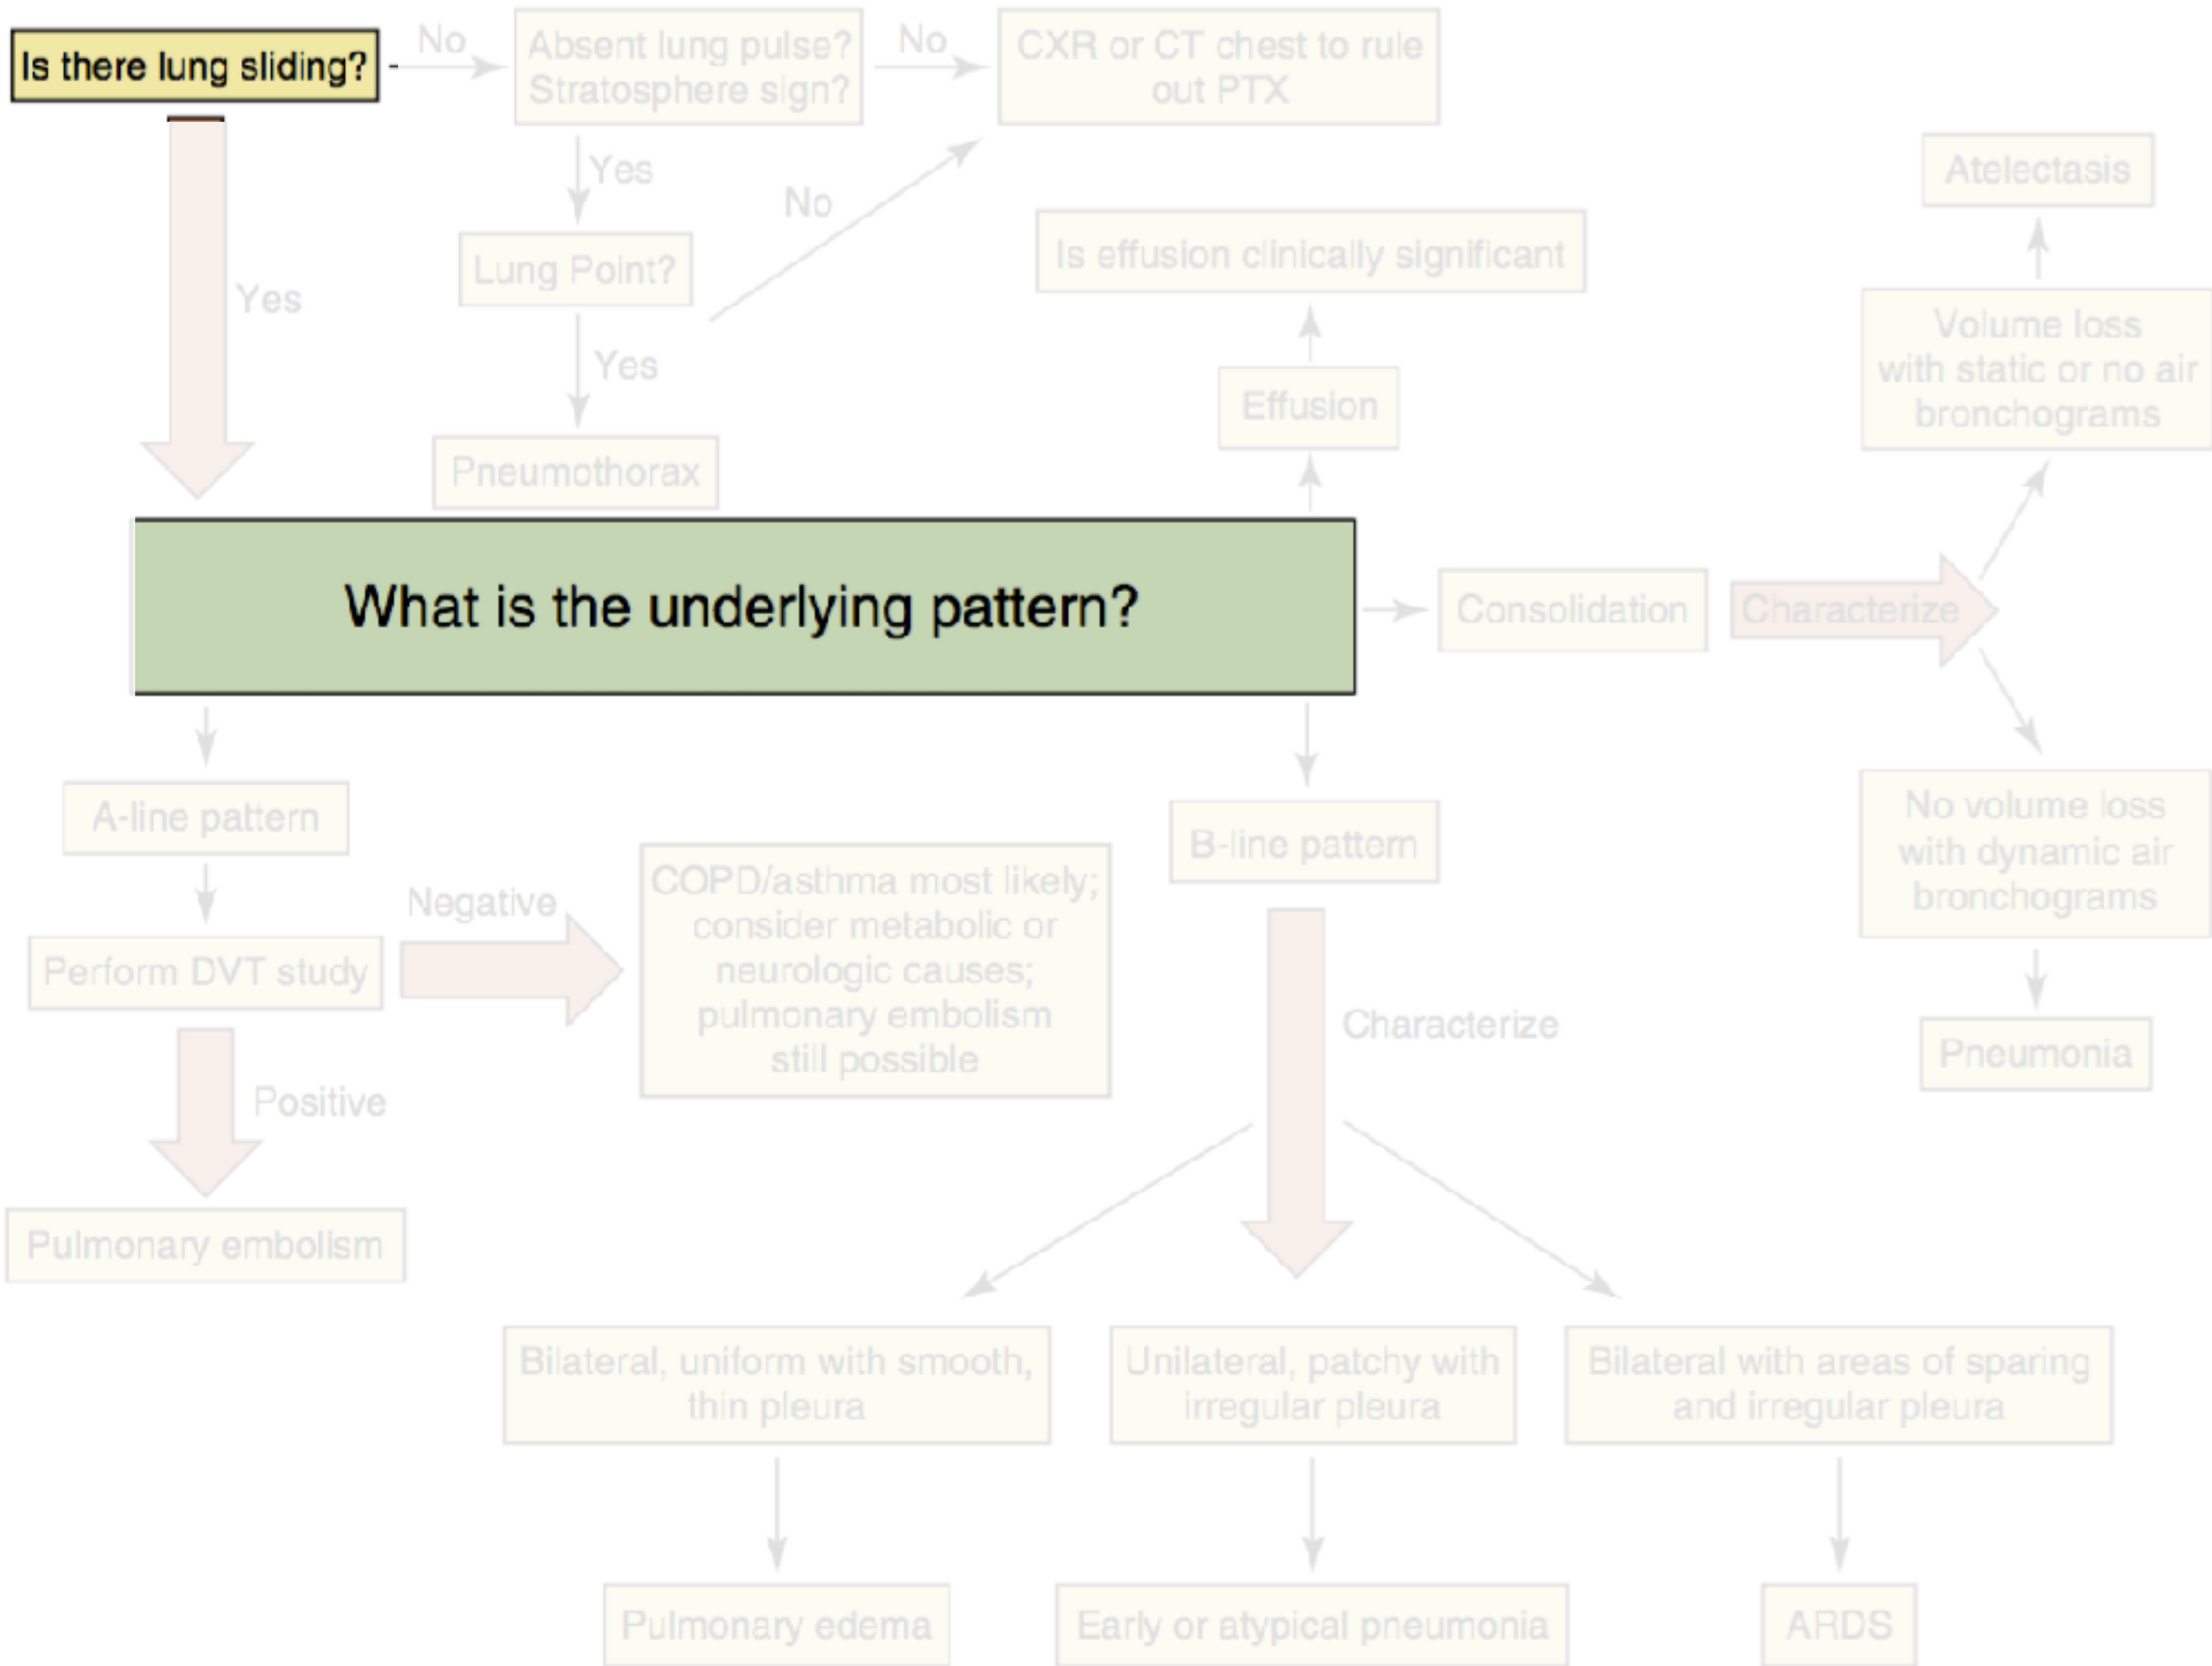 Is there lung sliding?
No
Absent lung pulse?
Stratosphere sign?
No
CXR or CT chest to rule
out PTX
Yes
Yes
Lung Point?
No
Yes
Pneumothorax
Is effusion clinically significant
Effusion
Atelectasis
Volume loss
with static or no air
bronchograms
What is the underlying pattern?
Consolidation
Characterize
No volume loss
with dynamic air
bronchograms
Pneumonia
A-line pattern
Perform DVT study
Negative
COPD/asthma most likely;
consider metabolic or
neurologic causes;
pulmonary embolism
still possible
Positive
Pulmonary embolism
B-line pattern
Characterize
Bilateral, uniform with smooth,
thin pleura
Unilateral, patchy with
irregular pleura
Bilateral with areas of sparing
and irregular pleura
Pulmonary edema
Early or atypical pneumonia
ARDS